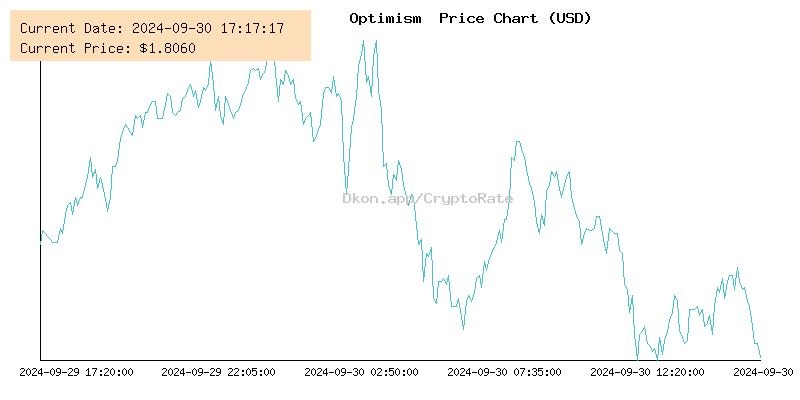 Optimism  Price Chart (USD)
Current Date: 2024-09-30 17:17:17
Current Price: $1.8060
Dkon.app/CryptoRate
2024-09-29 17:20:00 2024-09-29 22:05:00 2024-09-30 02:50:00 2024-09-30 07:35:00 2024-09-30 12:20:00 2024-09-30